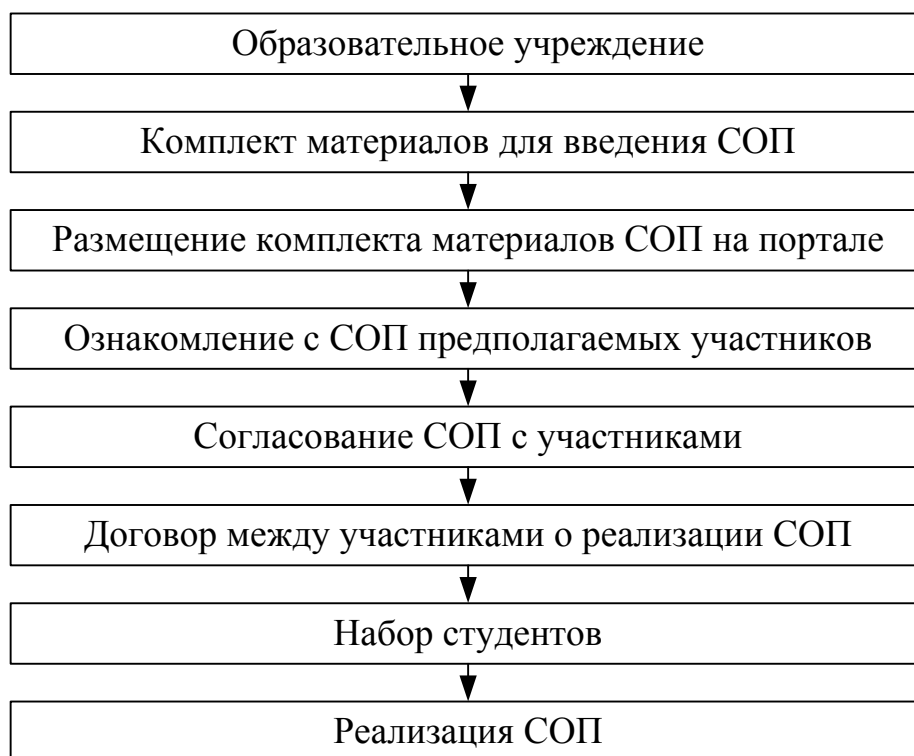 Образовательное учреждение
Комплект материалов для введения СОП
Размещение комплекта материалов СОП на портале
Ознакомление с СОП предполагаемых участников
Согласование СОП с участниками
Договор между участниками о реализации СОП
Набор студентов
Реализация СОП